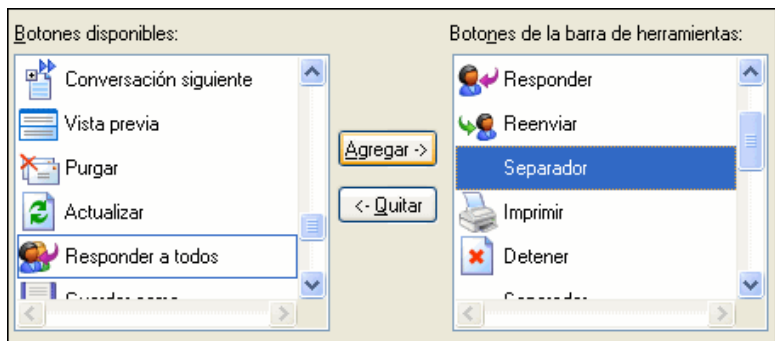 Botones disponibles:
Conversación siguiente
Vista previa
Purgar
Actualizar
Responder a todos
Agregar ->
<- Quitar
Botones de la barra de herramientas:
Responder
Reenviar
Separador
Imprimir
Detener
Separador